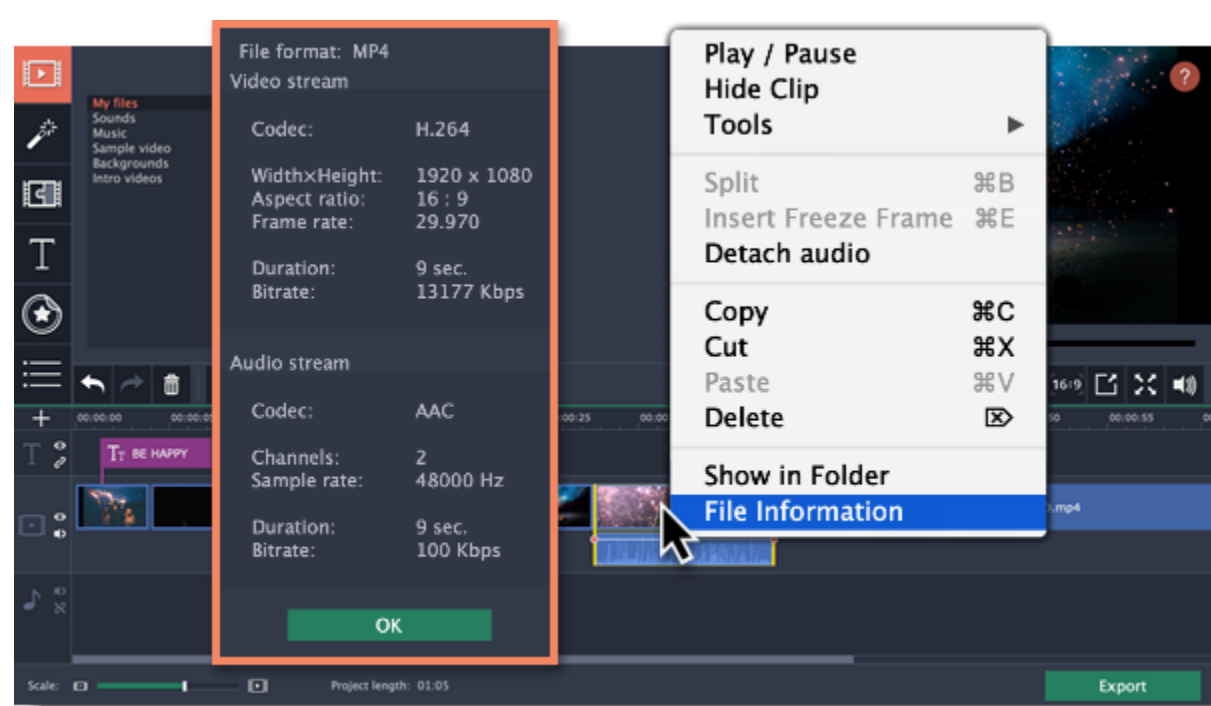 File format: MP4
Video stream
Codec: H.264
Width×Height: 1920 x 1080
Aspect ratio: 16 : 9
Frame rate: 29.970
Duration: 9 sec.
Bitrate: 13177 Kbps
Audio stream
Codec: AAC
Channels: 2
Sample rate: 48000 Hz
Duration: 9 sec.
Bitrate: 100 Kbps
OK
Play / Pause
Hide Clip
Tools ▶
Split ⌘B
Insert Freeze Frame ⌘E
Detach audio
Copy ⌘C
Cut ⌘X
Paste ⌘V
Delete ⌦
Show in Folder
File Information
My files
Sounds
Music
Sample video
Backgrounds
Intro videos
T
?
16:9
+ 00:00:00 00:00:55
T Tт BE HAPPY
.mp4
Scale: Project length: 01:05
Export